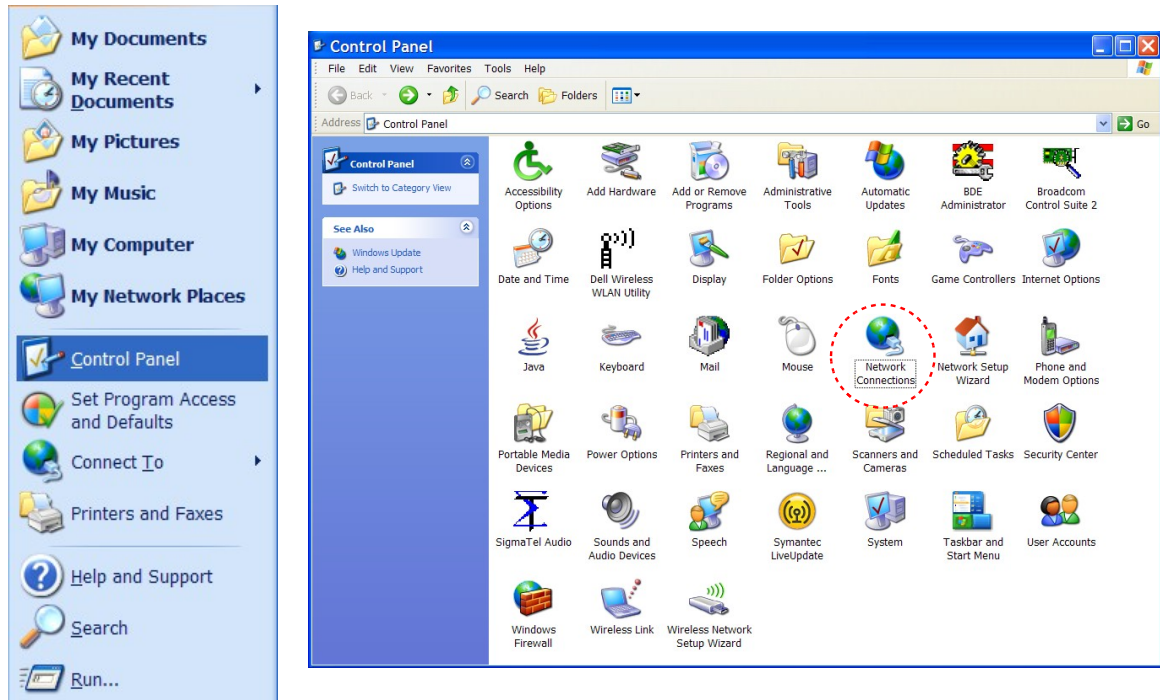 My Documents
My Recent
Documents
My Pictures
My Music
My Computer
My Network Places
Control Panel
Set Program Access
and Defaults
Connect To
Printers and Faxes
Help and Support
Search
Run...
Control Panel
File Edit View Favorites Tools Help
Back Search Folders
Address Control Panel Go
Control Panel
Switch to Category View
See Also
Windows Update
Help and Support
Accessibility
Options
Add Hardware
Add or Remove
Programs
Administrative
Tools
Automatic
Updates
BDE
Administrator
Broadcom
Control Suite 2
Date and Time
Dell Wireless
WLAN Utility
Display
Folder Options
Fonts
Game Controllers
Internet Options
Java
Keyboard
Mail
Mouse
Network
Connections
Network Setup
Wizard
Phone and
Modem Options
Portable Media
Devices
Power Options
Printers and
Faxes
Regional and
Language ...
Scanners and
Cameras
Scheduled Tasks
Security Center
SigmaTel Audio
Sounds and
Audio Devices
Speech
Symantec
LiveUpdate
System
Taskbar and
Start Menu
User Accounts
Windows
Firewall
Wireless Link
Wireless Network
Setup Wizard